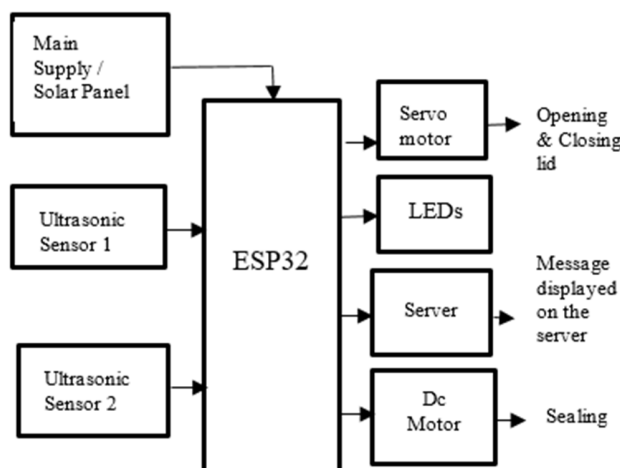 Main
Supply /
Solar Panel
Ultrasonic
Sensor 1
Ultrasonic
Sensor 2
ESP32
Servo
motor
Opening
& Closing
lid
LEDs
Server
Message
displayed
on the
server
Dc
Motor
Sealing